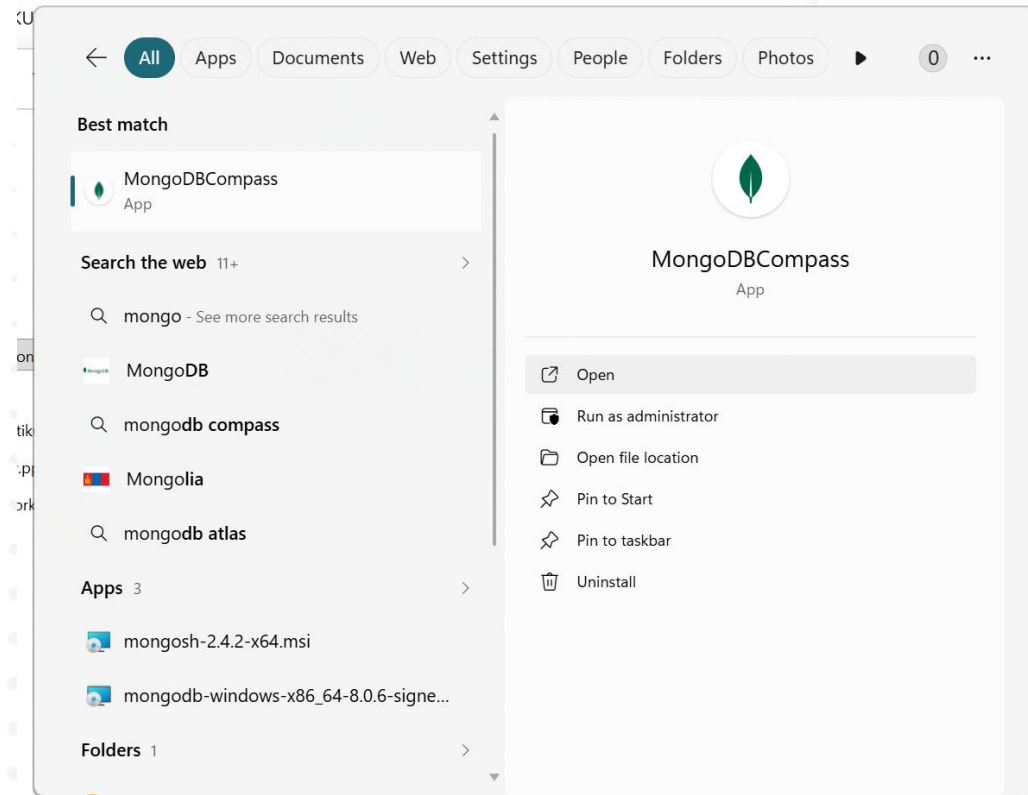 All
Apps
Documents
Web
Settings
People
Folders
Photos
0
Best match
MongoDBCompass
App
Search the web 11+
mongo - See more search results
MongoDB
mongodb compass
Mongolia
mongodb atlas
Apps 3
mongosh-2.4.2-x64.msi
mongodb-windows-x86_64-8.0.6-signe...
Folders 1
MongoDBCompass
App
Open
Run as administrator
Open file location
Pin to Start
Pin to taskbar
Uninstall